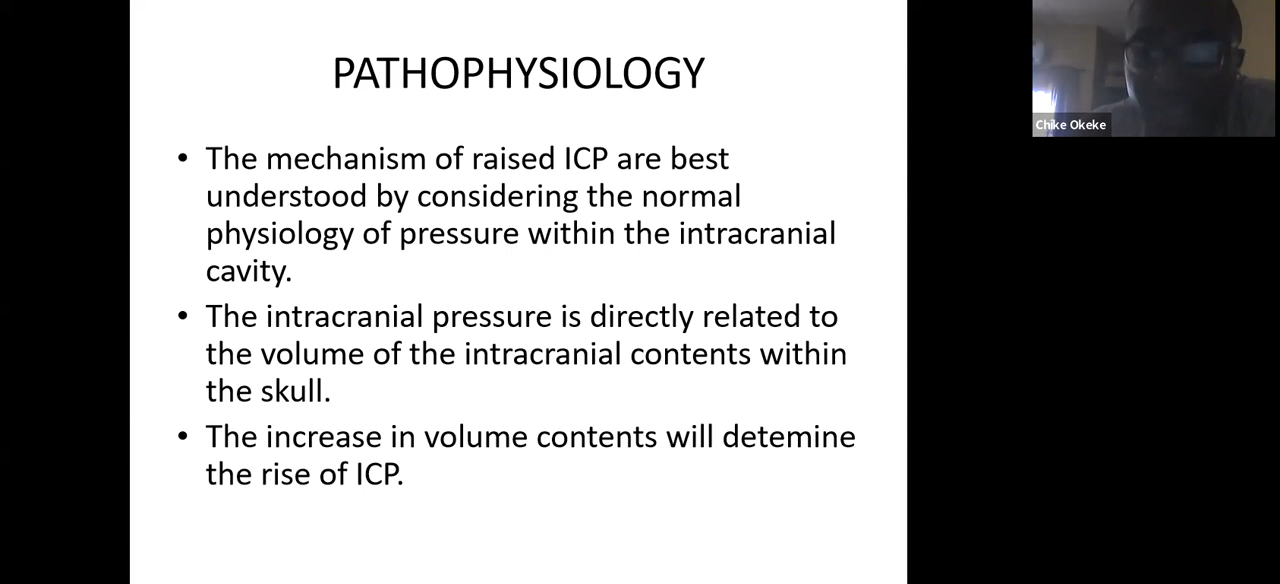 PATHOPHYSIOLOGY
• The mechanism of raised ICP are best
understood by considering the normal
physiology of pressure within the intracranial
cavity.
• The intracranial pressure is directly related to
the volume of the intracranial contents within
the skull.
• The increase in volume contents will detemine
the rise of ICP.
Chike Okeke